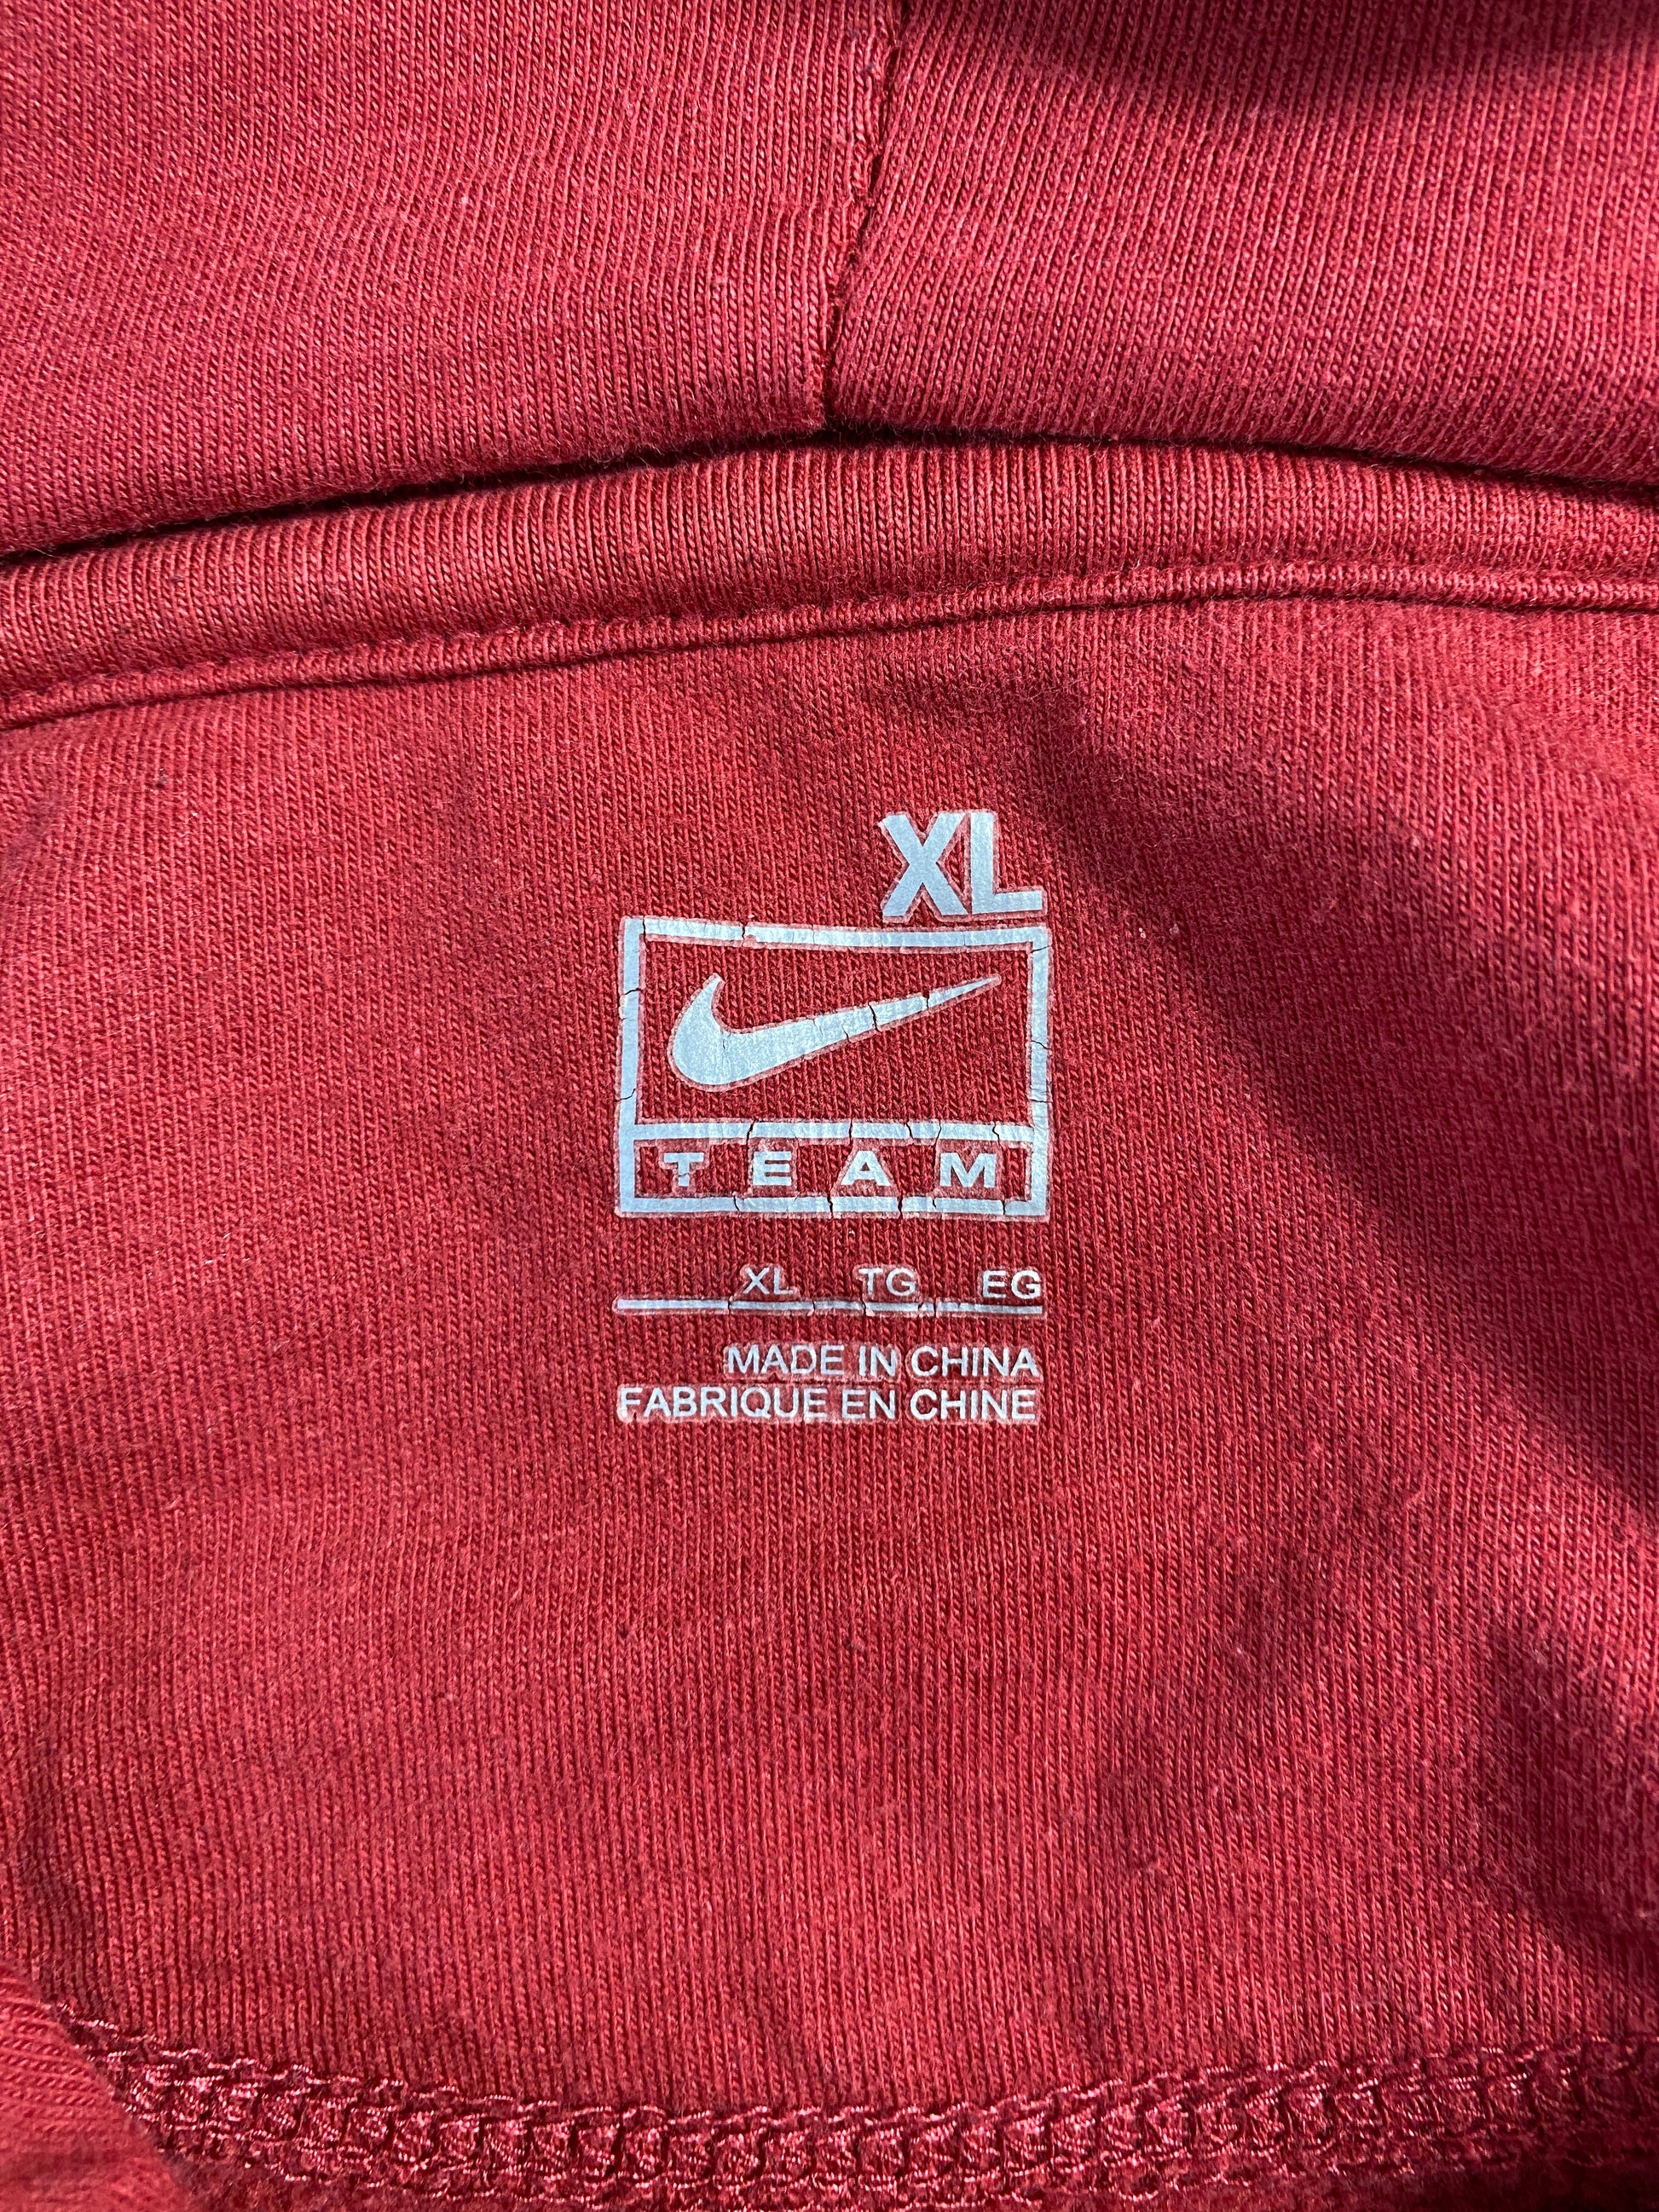 XL
TEAM
XL TG EG
MADE IN CHINA
FABRIQUE EN CHINE